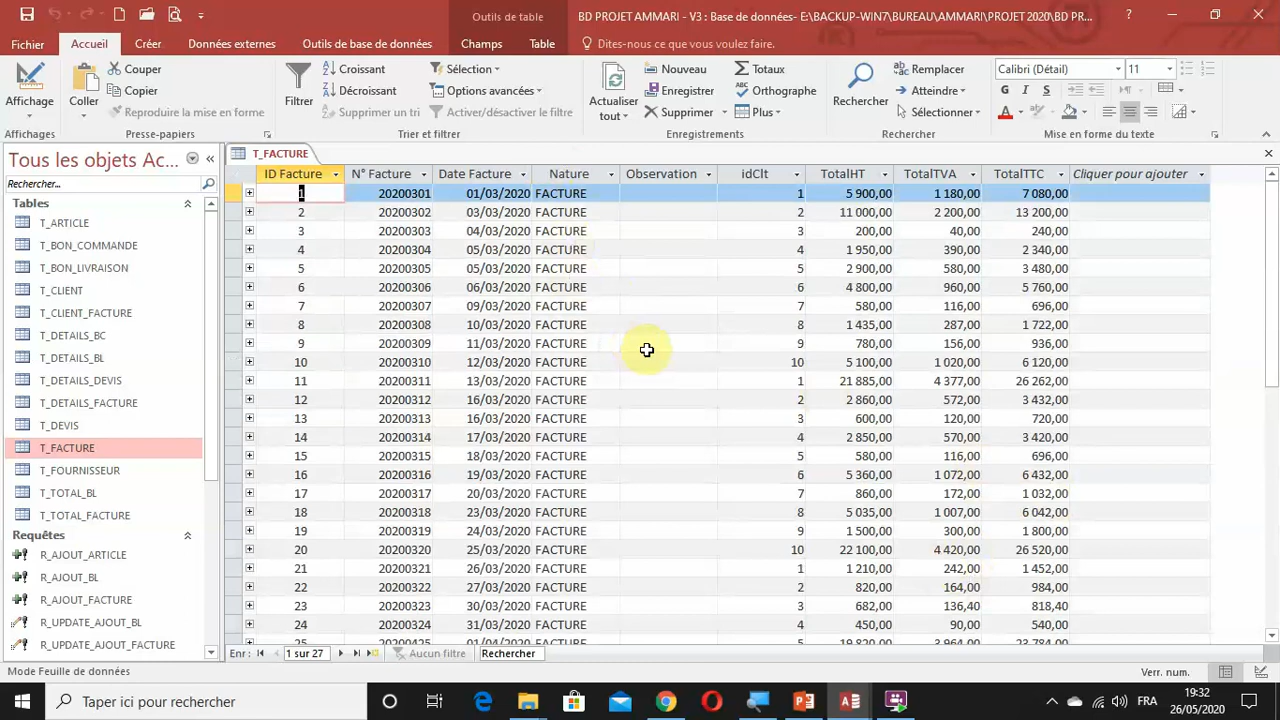 Outils de table
BD PROJET AMMARI - V3 : Base de données- E:\BACKUP-WIN7\BUREAU\AMMARI\PROJET 2020\BD PR...
Fichier Accueil Créer Données externes Outils de base de données Champs Table Dites-nous ce que vous voulez faire.
Affichage
Affichages
Coller
Couper
Copier
Reproduire la mise en forme
Presse-papiers
Filtrer
Croissant
Décroissant
Supprimer un tri
Sélection
Options avancées
Activer/désactiver le filtre
Trier et filtrer
Actualiser tout
Nouveau
Enregistrer
Supprimer
Totaux
Orthographe
Plus
Enregistrements
Rechercher
Remplacer
Atteindre
Sélectionner
Rechercher
Calibri (Détail) 11
G I S
Mise en forme du texte
Tous les objets Ac...
Rechercher...
Tables
T_ARTICLE
T_BON_COMMANDE
T_BON_LIVRAISON
T_CLIENT
T_CLIENT_FACTURE
T_DETAILS_BC
T_DETAILS_BL
T_DETAILS_DEVIS
T_DETAILS_FACTURE
T_DEVIS
T_FACTURE
T_FOURNISSEUR
T_TOTAL_BL
T_TOTAL_FACTURE
Requêtes
R_AJOUT_ARTICLE
R_AJOUT_BL
R_AJOUT_FACTURE
R_UPDATE_AJOUT_BL
R_UPDATE_AJOUT_FACTURE
T_FACTURE
ID Facture N° Facture Date Facture Nature Observation idClt TotalHT TotalTVA TotalTTC Cliquer pour ajouter
1 20200301 01/03/2020 FACTURE 1 5 900,00 1 180,00 7 080,00
2 20200302 03/03/2020 FACTURE 2 11 000,00 2 200,00 13 200,00
3 20200303 04/03/2020 FACTURE 3 200,00 40,00 240,00
4 20200304 05/03/2020 FACTURE 4 1 950,00 390,00 2 340,00
5 20200305 05/03/2020 FACTURE 5 2 900,00 580,00 3 480,00
6 20200306 06/03/2020 FACTURE 6 4 800,00 960,00 5 760,00
7 20200307 09/03/2020 FACTURE 7 580,00 116,00 696,00
8 20200308 10/03/2020 FACTURE 8 1 435,00 287,00 1 722,00
9 20200309 11/03/2020 FACTURE 9 780,00 156,00 936,00
10 20200310 12/03/2020 FACTURE 10 5 100,00 1 020,00 6 120,00
11 20200311 13/03/2020 FACTURE 1 21 885,00 4 377,00 26 262,00
12 20200312 16/03/2020 FACTURE 2 2 860,00 572,00 3 432,00
13 20200313 16/03/2020 FACTURE 3 600,00 120,00 720,00
14 20200314 17/03/2020 FACTURE 4 2 850,00 570,00 3 420,00
15 20200315 18/03/2020 FACTURE 5 580,00 116,00 696,00
16 20200316 19/03/2020 FACTURE 6 5 360,00 1 072,00 6 432,00
17 20200317 20/03/2020 FACTURE 7 860,00 172,00 1 032,00
18 20200318 23/03/2020 FACTURE 8 5 035,00 1 007,00 6 042,00
19 20200319 24/03/2020 FACTURE 9 1 500,00 300,00 1 800,00
20 20200320 25/03/2020 FACTURE 10 22 100,00 4 420,00 26 520,00
21 20200321 26/03/2020 FACTURE 1 1 210,00 242,00 1 452,00
22 20200322 27/03/2020 FACTURE 2 820,00 164,00 984,00
23 20200323 30/03/2020 FACTURE 3 682,00 136,40 818,40
24 20200324 31/03/2020 FACTURE 4 450,00 90,00 540,00
25 20200425 01/04/2020 FACTURE 5 19 820,00 3 964,00 23 784,00
Enr : 1 sur 27 Aucun filtre Rechercher
Mode Feuille de données Verr. num.
Taper ici pour rechercher
FRA
19:32
26/05/2020